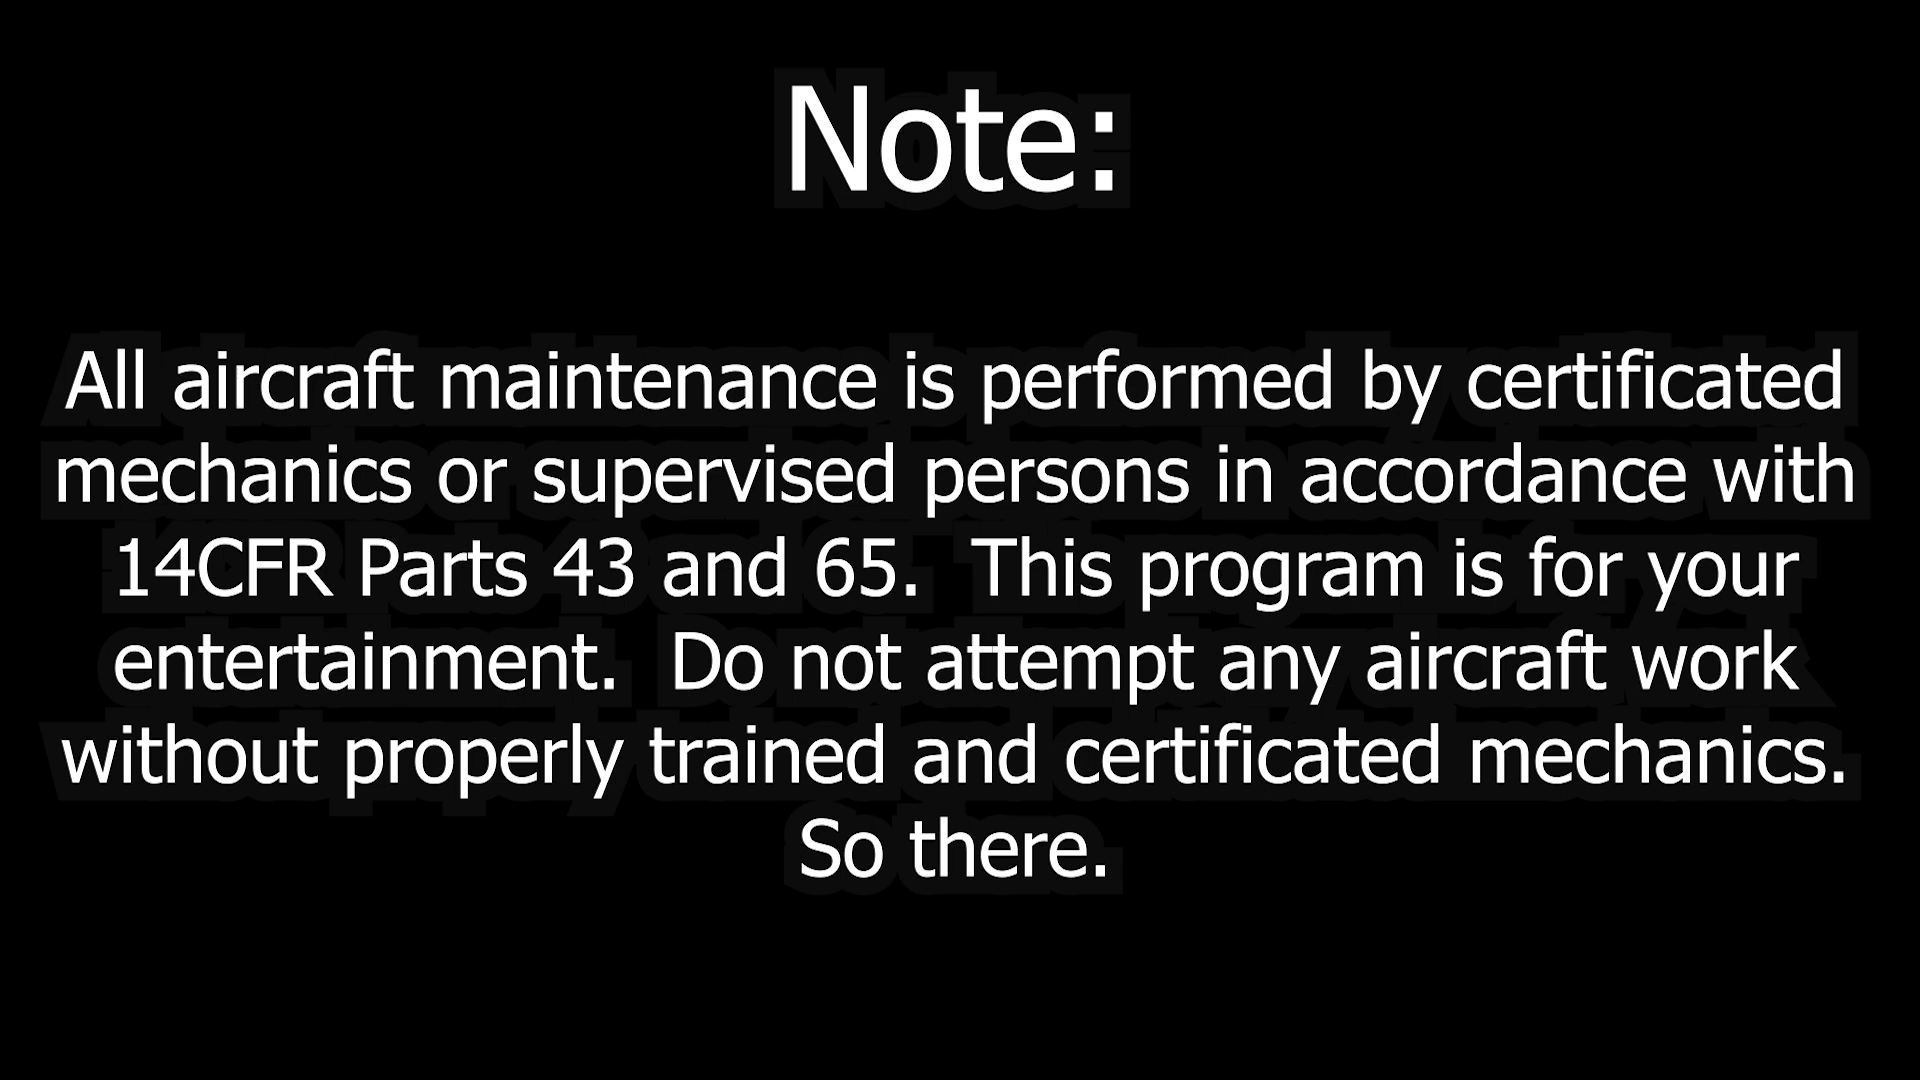 Note:
All aircraft maintenance is performed by certificated
mechanics or supervised persons in accordance with
14CFR Parts 43 and 65.  This program is for your
entertainment.  Do not attempt any aircraft work
without properly trained and certificated mechanics.
So there.